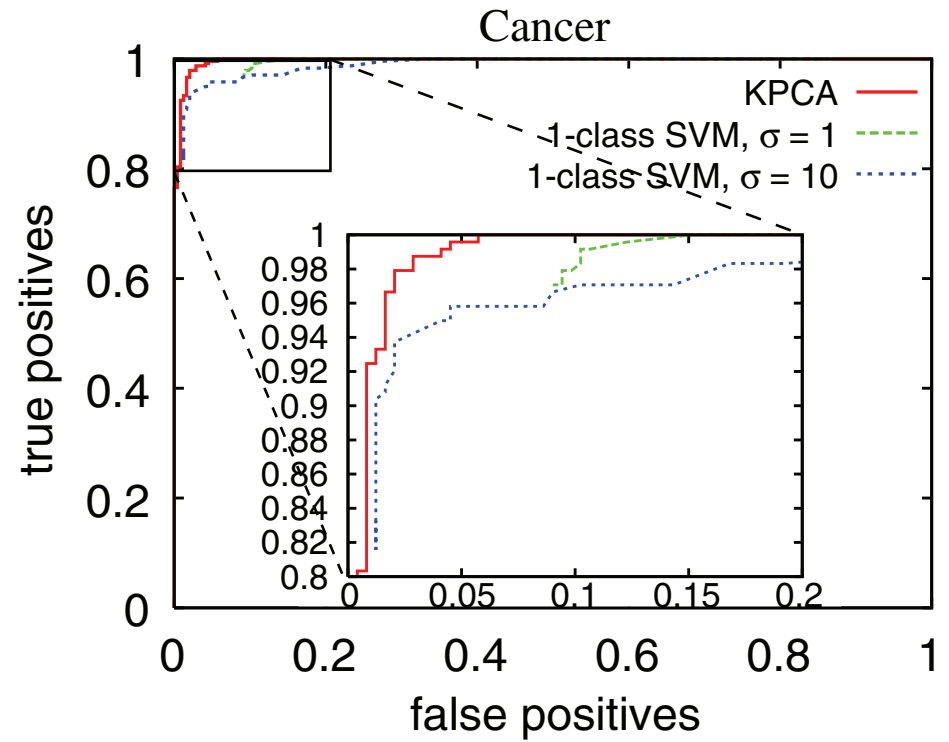 Cancer
1
0.8
0.6
0.4
0.2
0
true positives
KPCA
1-class SVM, σ = 1
1-class SVM, σ = 10
1
0.98
0.96
0.94
0.92
0.9
0.88
0.86
0.84
0.82
0.8
0 0.05 0.1 0.15 0.2
0 0.2 0.4 0.6 0.8 1
false positives